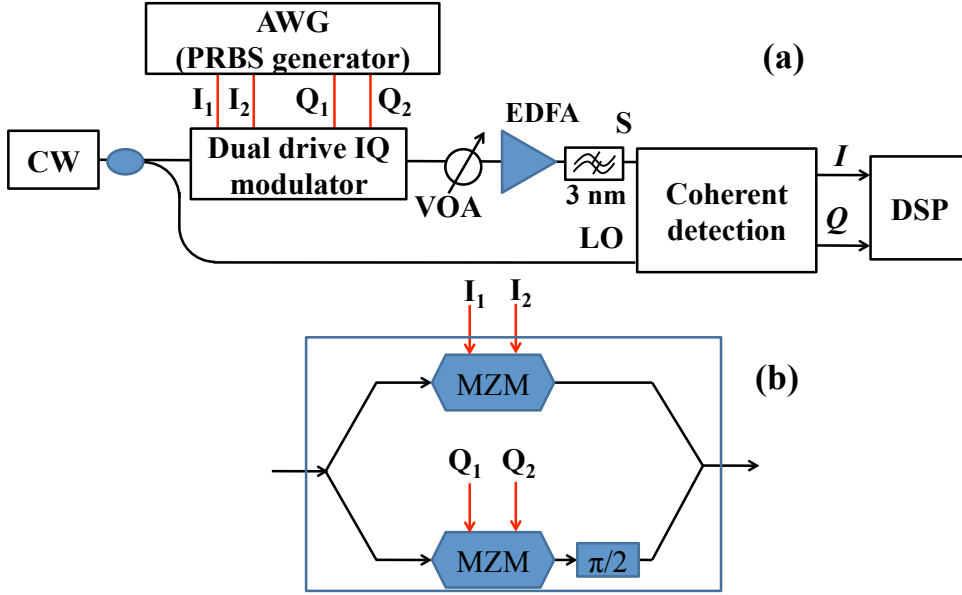 AWG
(PRBS generator)
(a)
I₁ I₂ Q₁ Q₂
EDFA
S
CW
Dual drive IQ
modulator
VOA
3 nm
Coherent
detection
I
Q
DSP
LO
I₁ I₂
MZM
(b)
Q₁ Q₂
MZM
π/2